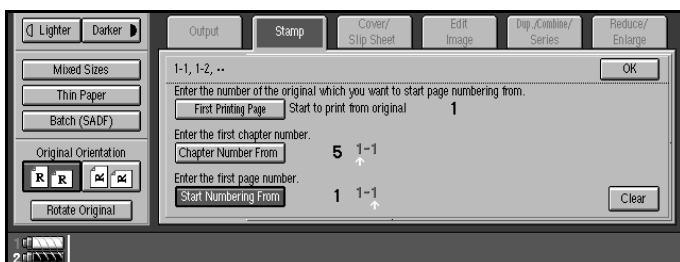 Lighter Darker
Output Stamp Cover/ Slip Sheet Edit Image Dup./Combine/ Series Reduce/ Enlarge
Mixed Sizes
Thin Paper
Batch (SADF)
Original Orientation
R R R R
Rotate Original
1-1, 1-2, ··
OK
Enter the number of the original which you want to start page numbering from.
First Printing Page Start to print from original 1
Enter the first chapter number.
Chapter Number From 5 1-1
Enter the first page number.
Start Numbering From 1 1-1
Clear
1
2